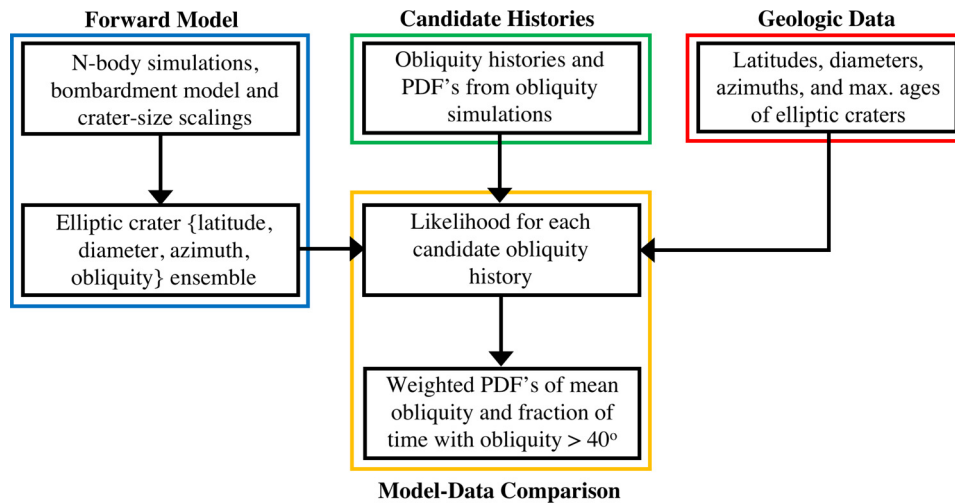 Forward Model
N-body simulations,
bombardment model and
crater-size scalings
Elliptic crater {latitude,
diameter, azimuth,
obliquity} ensemble
Candidate Histories
Obliquity histories and
PDF's from obliquity
simulations
Geologic Data
Latitudes, diameters,
azimuths, and max. ages
of elliptic craters
Likelihood for each
candidate obliquity
history
Weighted PDF's of mean
obliquity and fraction of
time with obliquity > 40º
Model-Data Comparison